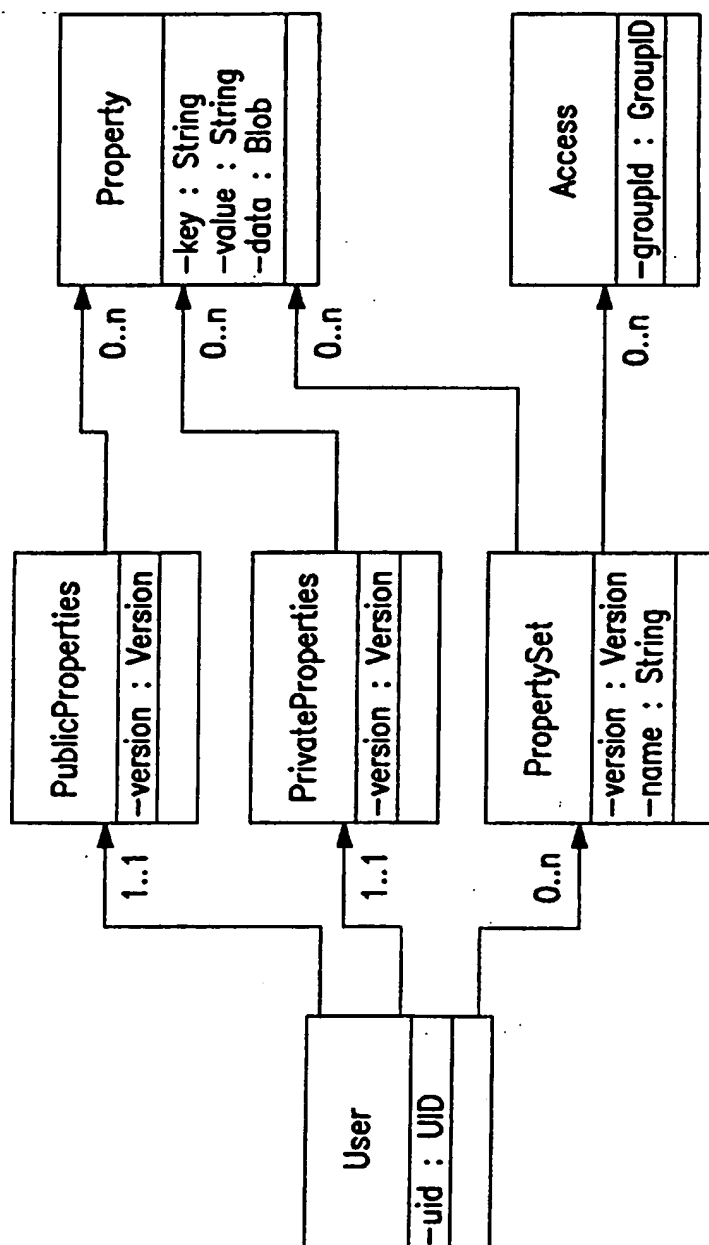 User
–uid : UID
1..1
1..1
0..n
PublicProperties
–version : Version
PrivateProperties
–version : Version
PropertySet
–version : Version
–name : String
0..n
0..n
0..n
0..n
Property
–key : String
–value : String
–data : Blob
Access
–groupId : GroupID